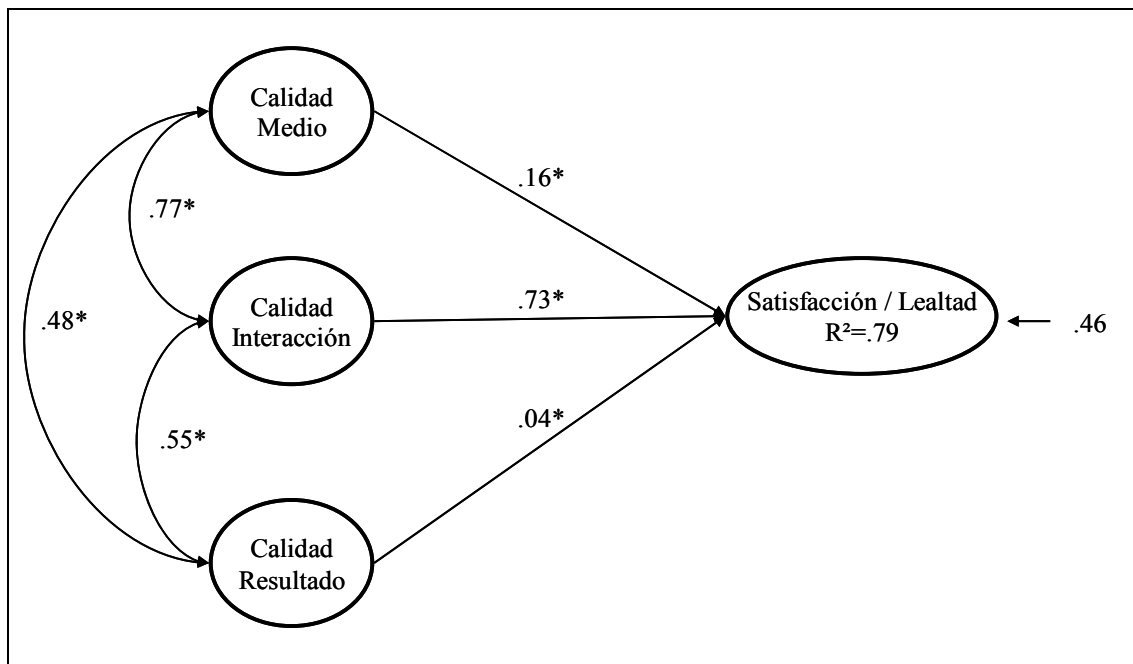 Calidad
Medio
.16*
.77*
Calidad
Interacción
.73*
Satisfacción / Lealtad
R²=.79
.46
.48*
.55*
.04*
Calidad
Resultado